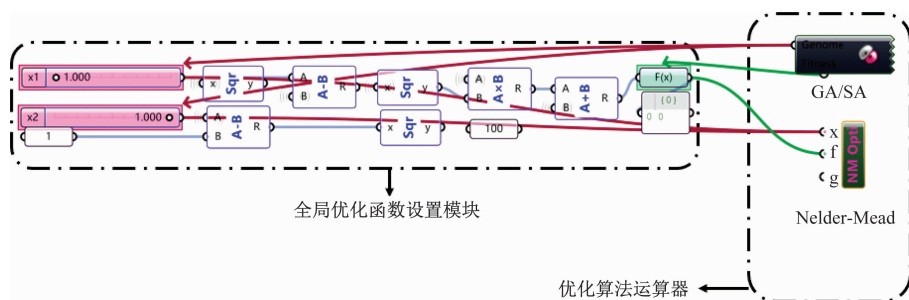 x1 1.000
x Sqr y
A B A-B R
x Sqr y
A B A×B R
A B A+B R
F(x)
Genome
Fitness
GA/SA
x2 1.000
1
A B A-B R
x Sqr y
100
{0}
0 0
x
f
g
NM Opt
Nelder-Mead
全局优化函数设置模块
优化算法运算器